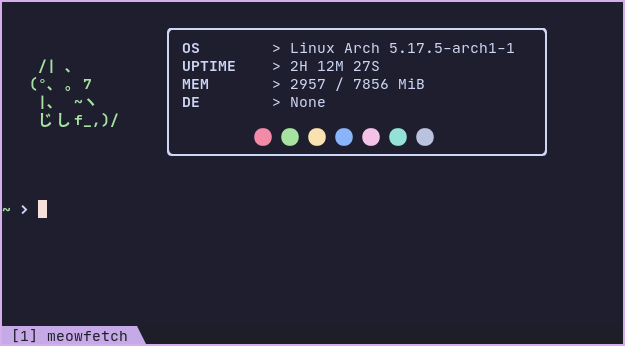 OS > Linux Arch 5.17.5-arch1-1
UPTIME > 2H 12M 27S
MEM > 2957 / 7856 MiB
DE > None
／l 、
(°、 。 7
l、 ~ヽ
じしf_,)/
~ >
[1] meowfetch